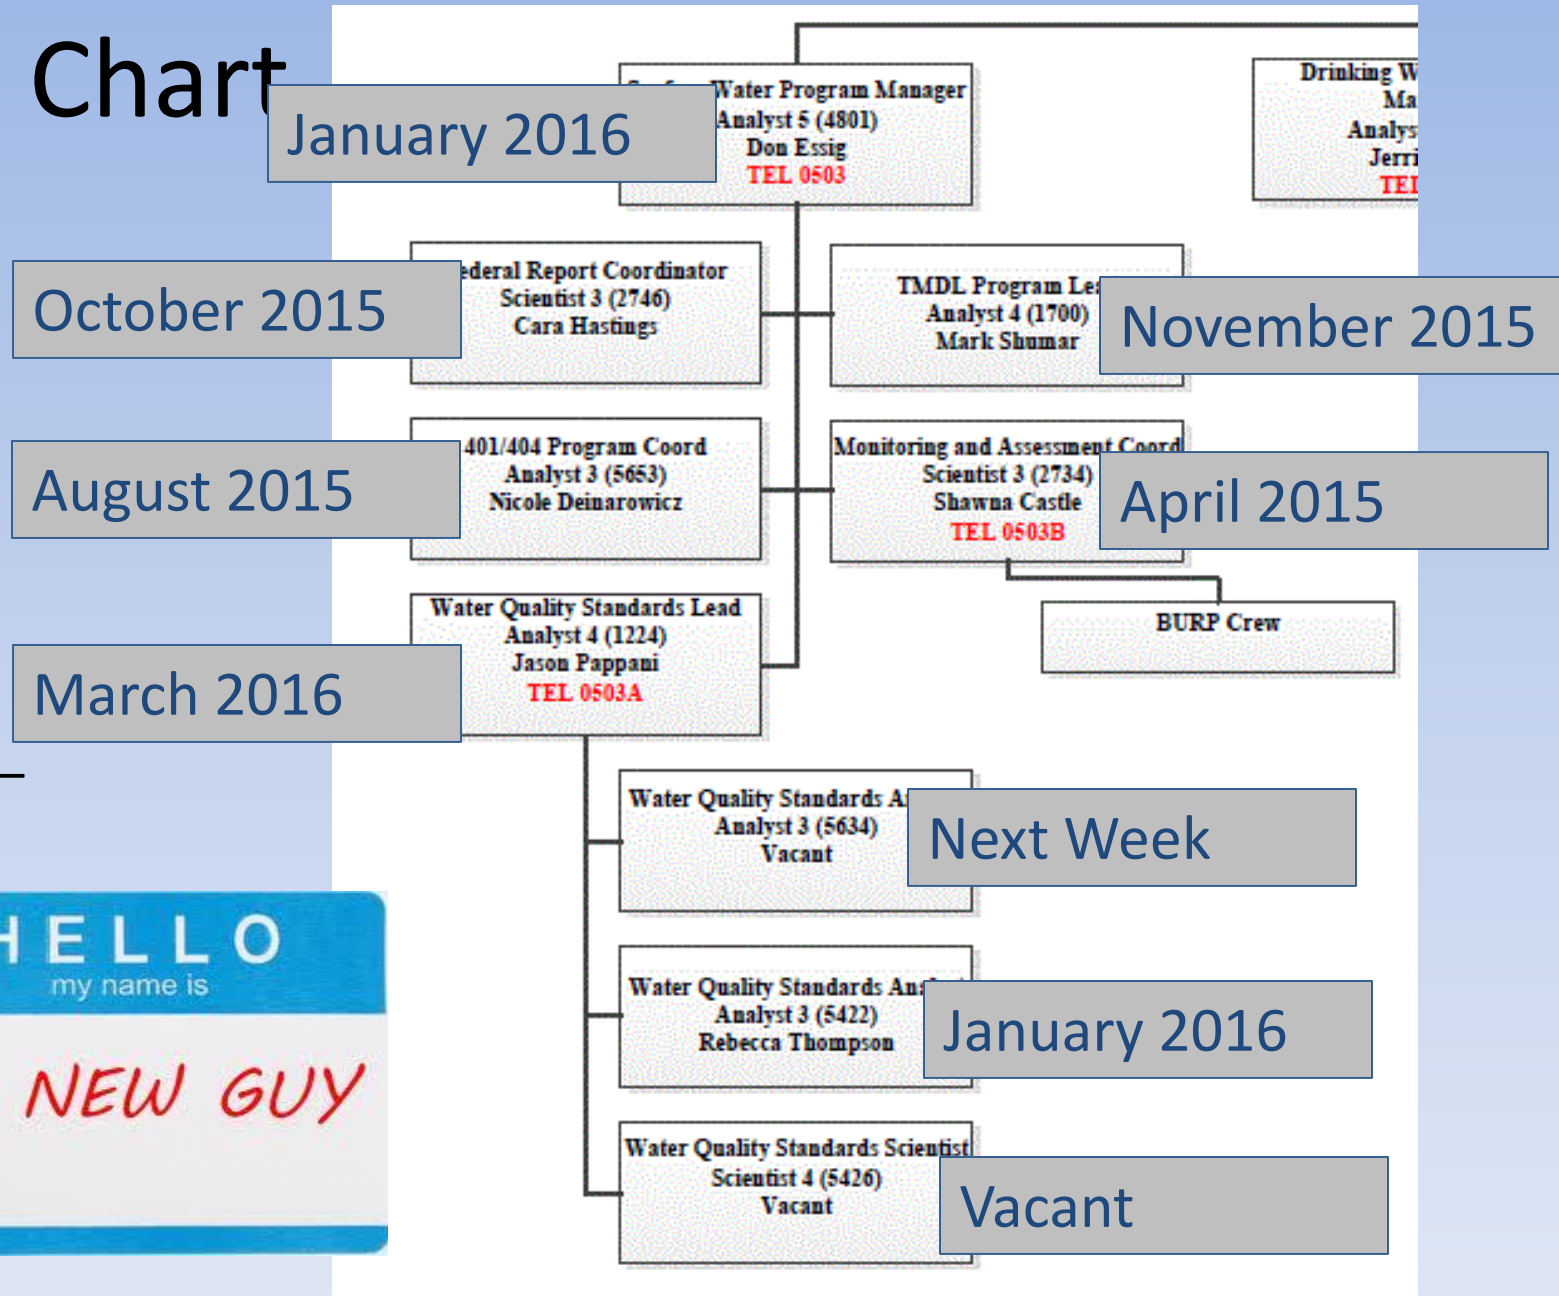 Chart
Water Program Manager
Analyst 5 (4801)
Don Essig
TEL 0503
January 2016
Drinking W
Ma
Analys
Jerri
TEL
Federal Report Coordinator
Scientist 3 (2746)
Cara Hastings
October 2015
TMDL Program Lea
Analyst 4 (1700)
Mark Shumar
November 2015
401/404 Program Coord
Analyst 3 (5653)
Nicole Deinarowicz
August 2015
Monitoring and Assessment Coord
Scientist 3 (2734)
Shawna Castle
TEL 0503B
April 2015
BURP Crew
Water Quality Standards Lead
Analyst 4 (1224)
Jason Pappani
TEL 0503A
March 2016
Water Quality Standards A
Analyst 3 (5634)
Vacant
Next Week
Water Quality Standards Analyst
Analyst 3 (5422)
Rebecca Thompson
January 2016
Water Quality Standards Scientist
Scientist 4 (5426)
Vacant
Vacant
HELLO
my name is
NEW GUY